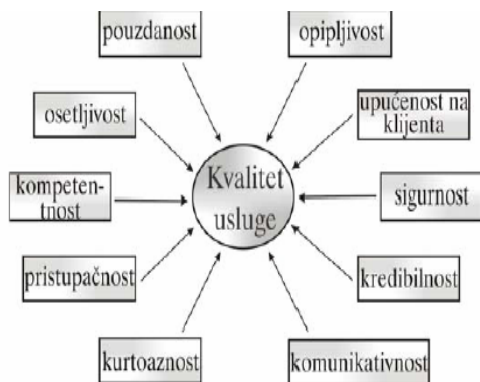 pouzdanost
opipljivost
osetljivost
upućenost na
klijenta
Kvalitet
usluge
kompeten-
tnost
sigurnost
pristupačnost
kredibilnost
kurtoaznost
komunikativnost